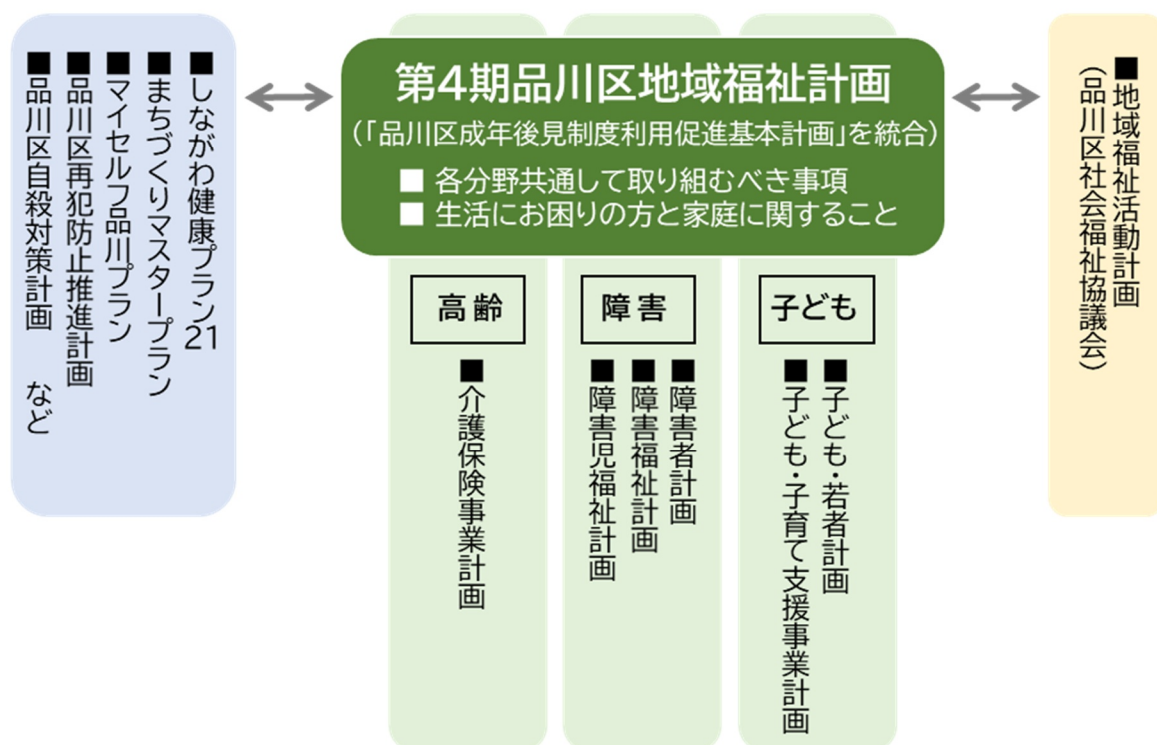 ■しながわ健康プラン21
■まちづくりマスタープラン
■マイセルフ品川プラン
■品川区再犯防止推進計画
■品川区自殺対策計画 など
第4期品川区地域福祉計画
(「品川区成年後見制度利用促進基本計画」を統合)
■ 各分野共通して取り組むべき事項
■ 生活にお困りの方と家庭に関すること
高齢
■介護保険事業計画
障害
■障害者計画
■障害福祉計画
■障害児福祉計画
子ども
■子ども・若者計画
■子ども・子育て支援事業計画
■地域福祉活動計画
(品川区社会福祉協議会)